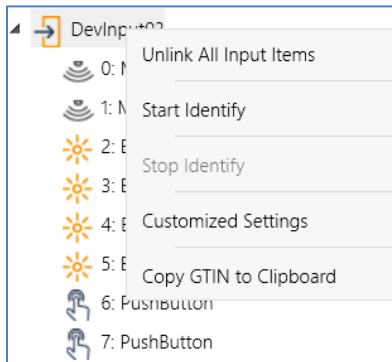 DevInput02
Unlink All Input Items
0:
1:
Start Identify
2:
Stop Identify
3:
4:
Customized Settings
5:
Copy GTIN to Clipboard
6: PushButton
7: PushButton